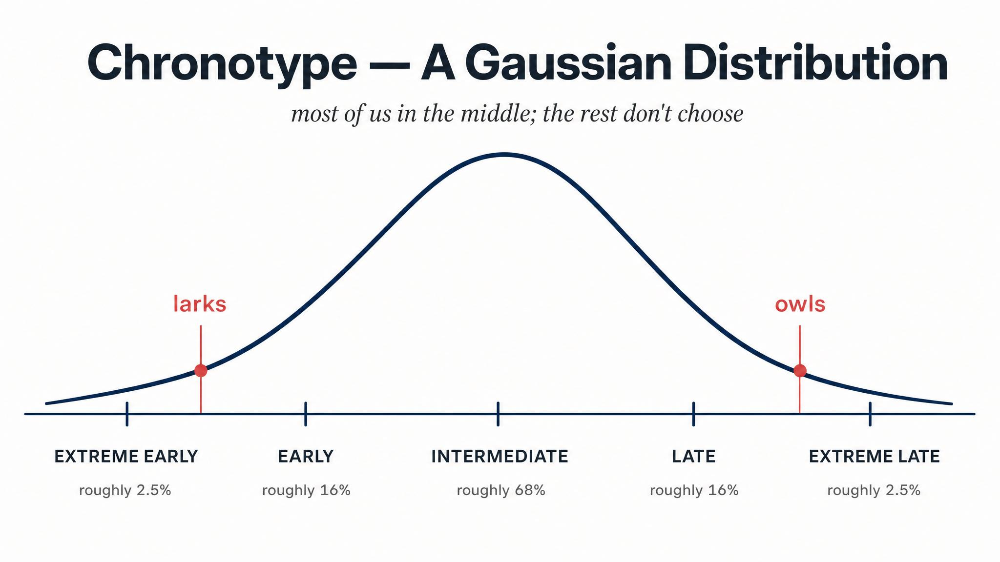 Chronotype — A Gaussian Distribution
most of us in the middle; the rest don't choose
larks
owls
EXTREME EARLY
EARLY
INTERMEDIATE
LATE
EXTREME LATE
roughly 2.5%
roughly 16%
roughly 68%
roughly 16%
roughly 2.5%